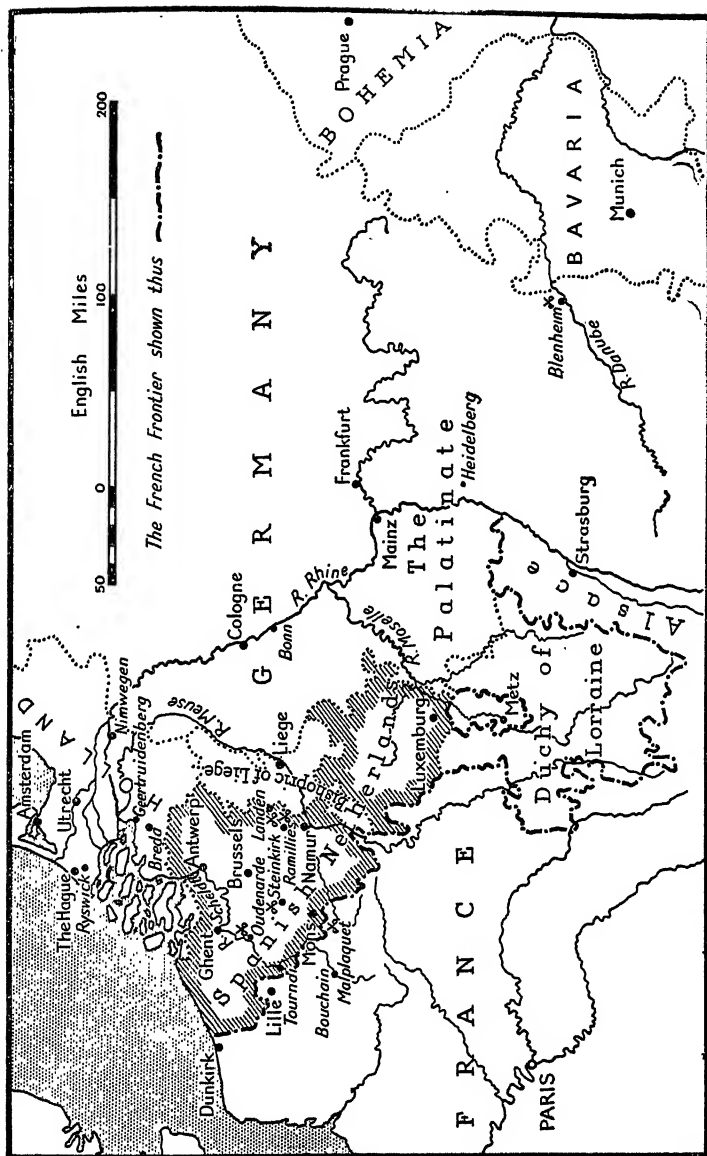 English Miles
50 0 100 200
The French Frontier shown thus
HOLLAND
Amsterdam
Utrecht
The Hague
Ryswick
Nimwegen
Geertruidenberg
Breda
Antwerp
R. Scheldt
Ghent
Brussels
Oudenarde
Landen
Steinkirk
Ramillies
Namur
Mons
Malplaquet
Bouchain
Tournai
Lille
Dunkirk
Spanish Netherlands
Bishopric of Liege
Liege
R. Meuse
Luxemburg
R. Moselle
GERMANY
Cologne
Bonn
R. Rhine
Frankfurt
Mainz
The
Palatinate
Heidelberg
BOHEMIA
Prague
BAVARIA
Munich
Blenheim
R. Danube
Strasburg
Alsace
Duchy of
Lorraine
Metz
FRANCE
PARIS